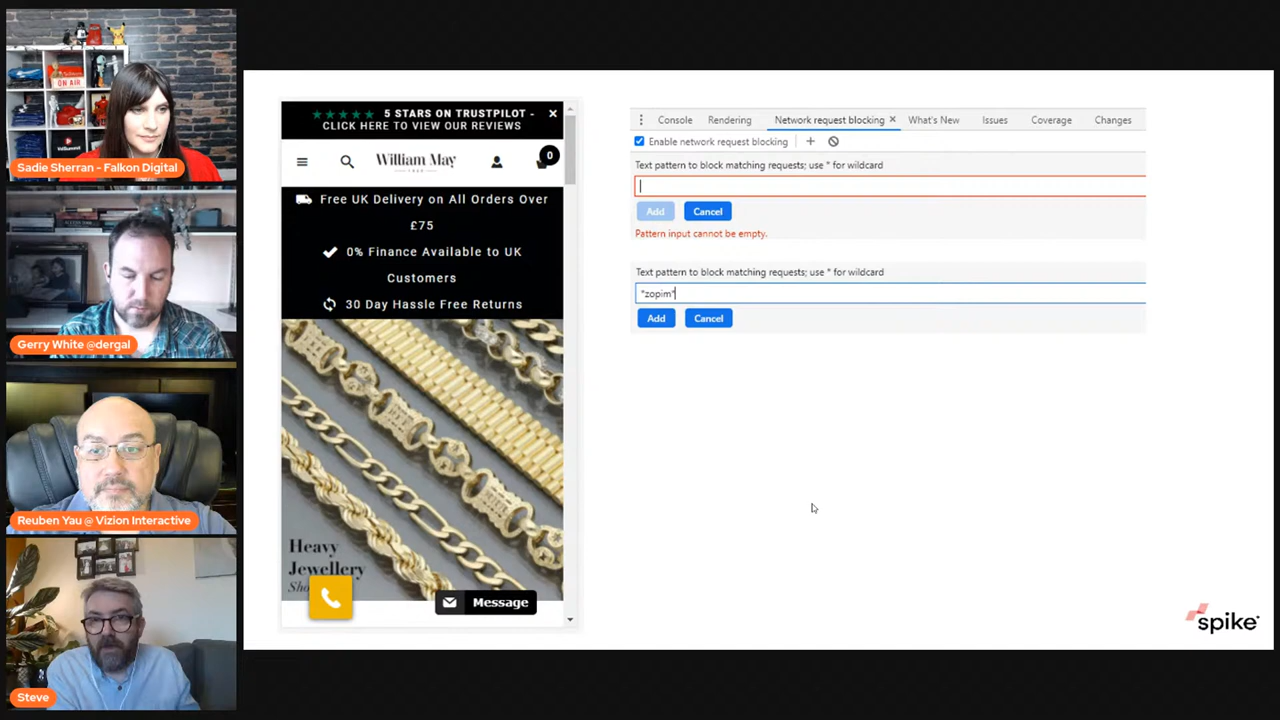 ON AIR
Sadie Sherran - Falkon Digital
Gerry White @dergal
Reuben Yau @ Vizion Interactive
Steve
5 STARS ON TRUSTPILOT -
CLICK HERE TO VIEW OUR REVIEWS
William May
0
Free UK Delivery on All Orders Over
£75
0% Finance Available to UK
Customers
30 Day Hassle Free Returns
Heavy
Jewellery
Message
Console Rendering Network request blocking What's New Issues Coverage Changes
Enable network request blocking
Text pattern to block matching requests; use * for wildcard
Add Cancel
Pattern input cannot be empty.
Text pattern to block matching requests; use * for wildcard
*zopim*
Add Cancel
spike